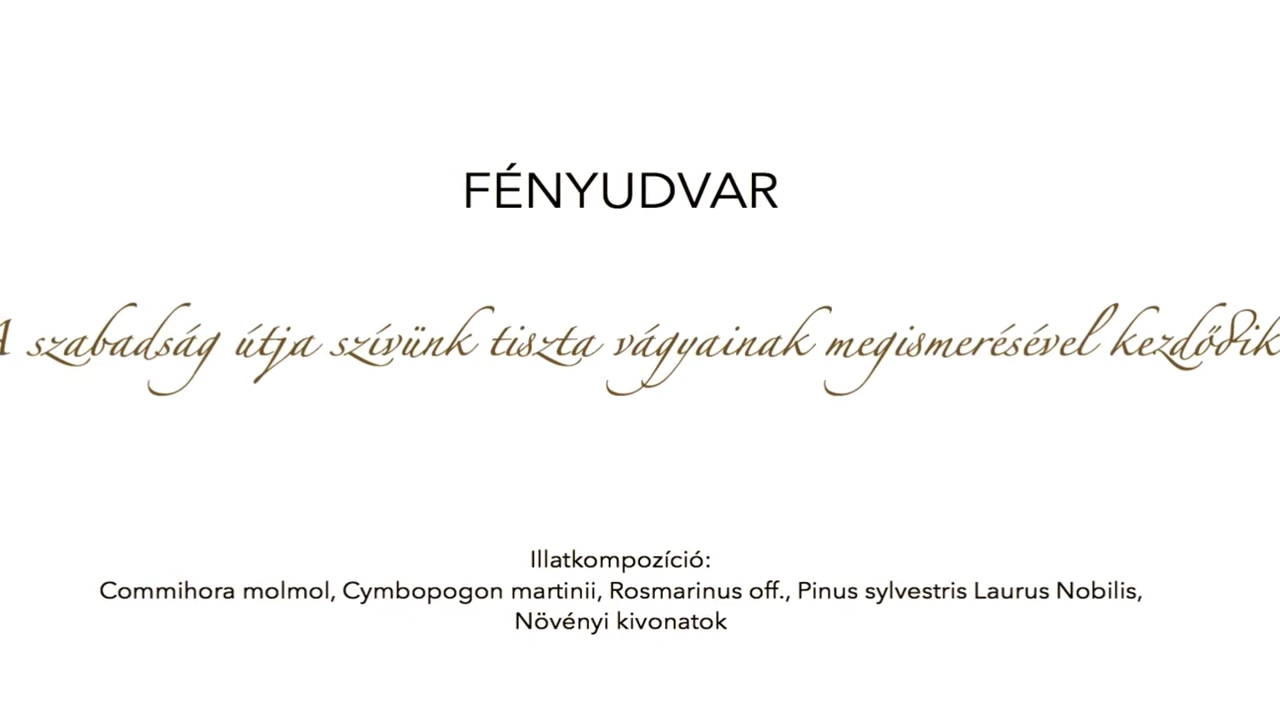 FÉNYUDVAR
A szabadság útja szívünk tiszta vágyainak megismerésével kezdődik
Illatkompozíció:
Commihora molmol, Cymbopogon martinii, Rosmarinus off., Pinus sylvestris Laurus Nobilis,
Növényi kivonatok